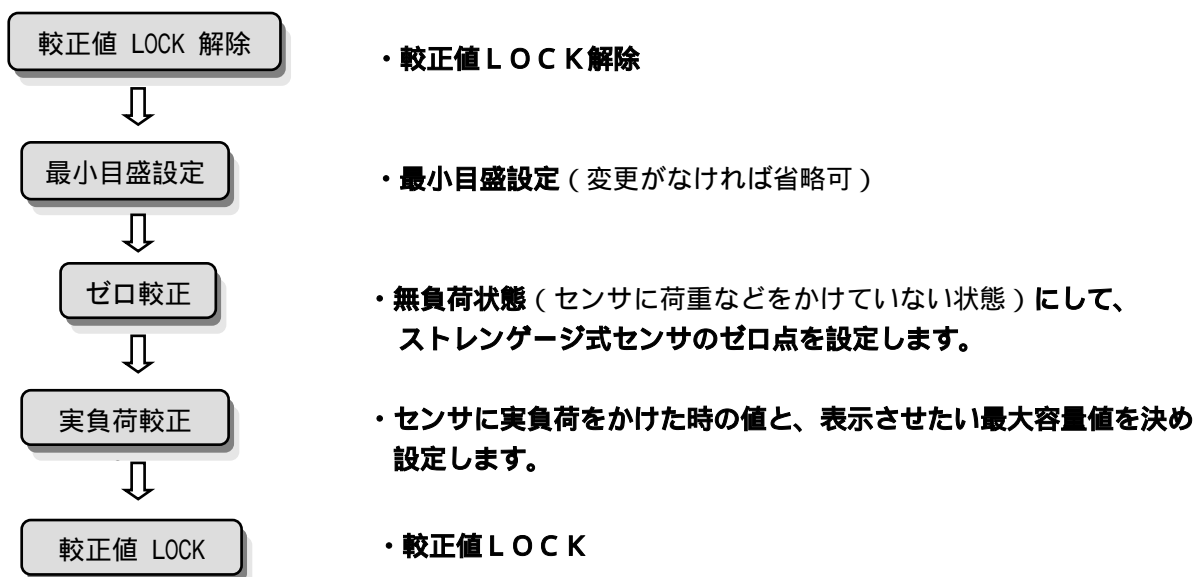 較正値 LOCK 解除
・較正値ＬＯＣＫ解除
最小目盛設定
・最小目盛設定（変更がなければ省略可）
ゼロ較正
・無負荷状態（センサに荷重などをかけていない状態）にして、
ストレンゲージ式センサのゼロ点を設定します。
実負荷較正
・センサに実負荷をかけた時の値と、表示させたい最大容量値を決め
設定します。
較正値 LOCK
・較正値ＬＯＣＫ